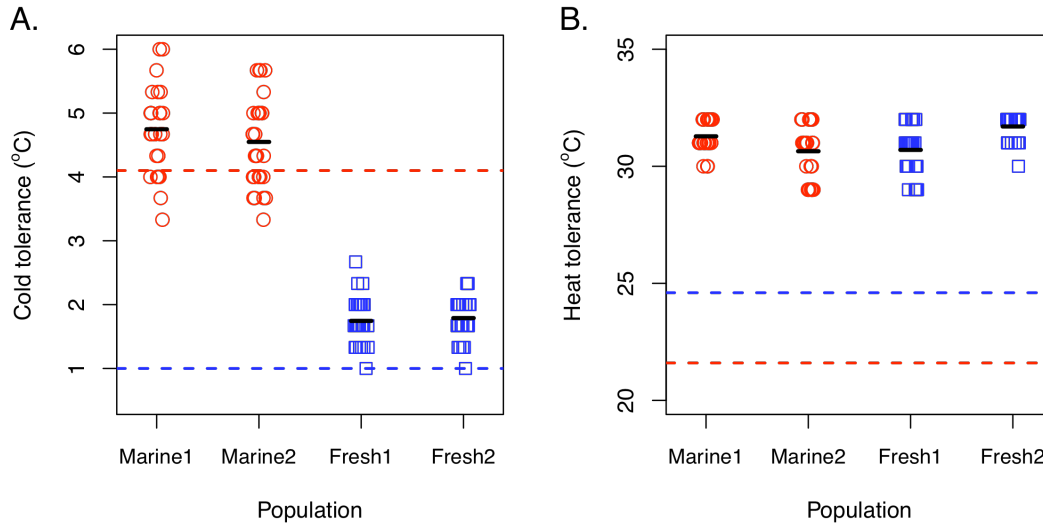 A.
Cold tolerance (°C)
6
5
4
3
2
1
Marine1 Marine2 Fresh1 Fresh2
Population
B.
Heat tolerance (°C)
35
30
25
20
Marine1 Marine2 Fresh1 Fresh2
Population